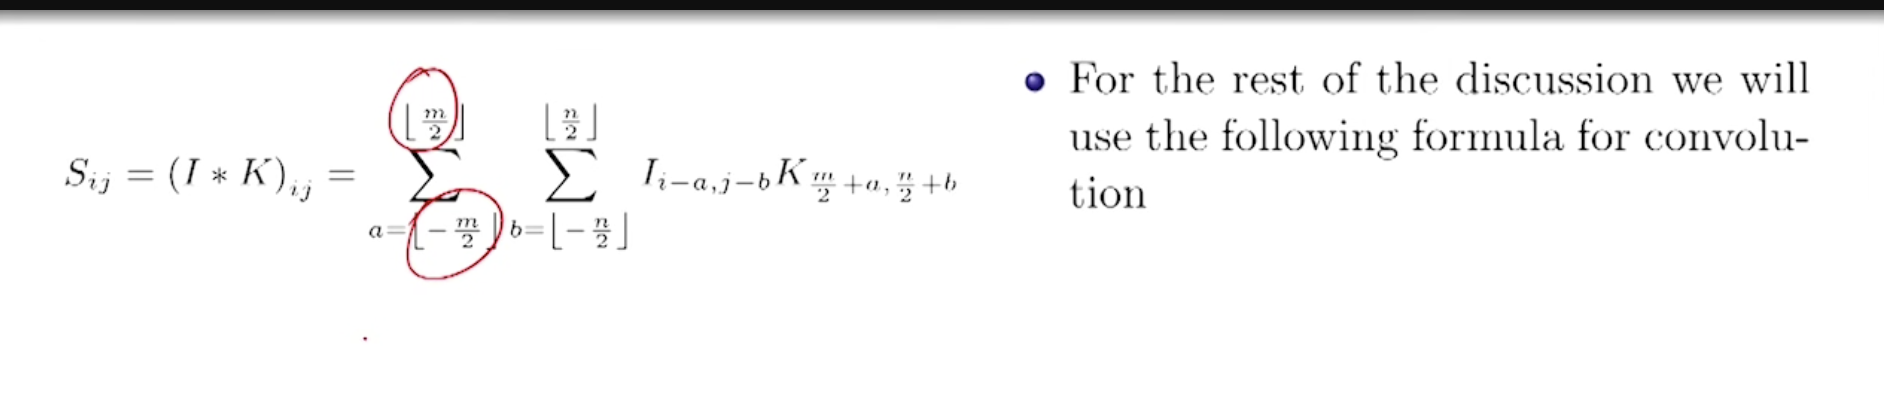 S_{ij} = (I * K)_{ij} = \sum_{a=\lfloor -\frac{m}{2} \rfloor}^{\lfloor \frac{m}{2} \rfloor} \sum_{b=\lfloor -\frac{n}{2} \rfloor}^{\lfloor \frac{n}{2} \rfloor} I_{i-a,j-b} K_{\frac{m}{2}+a,\frac{n}{2}+b}
• For the rest of the discussion we will
use the following formula for convolu-
tion